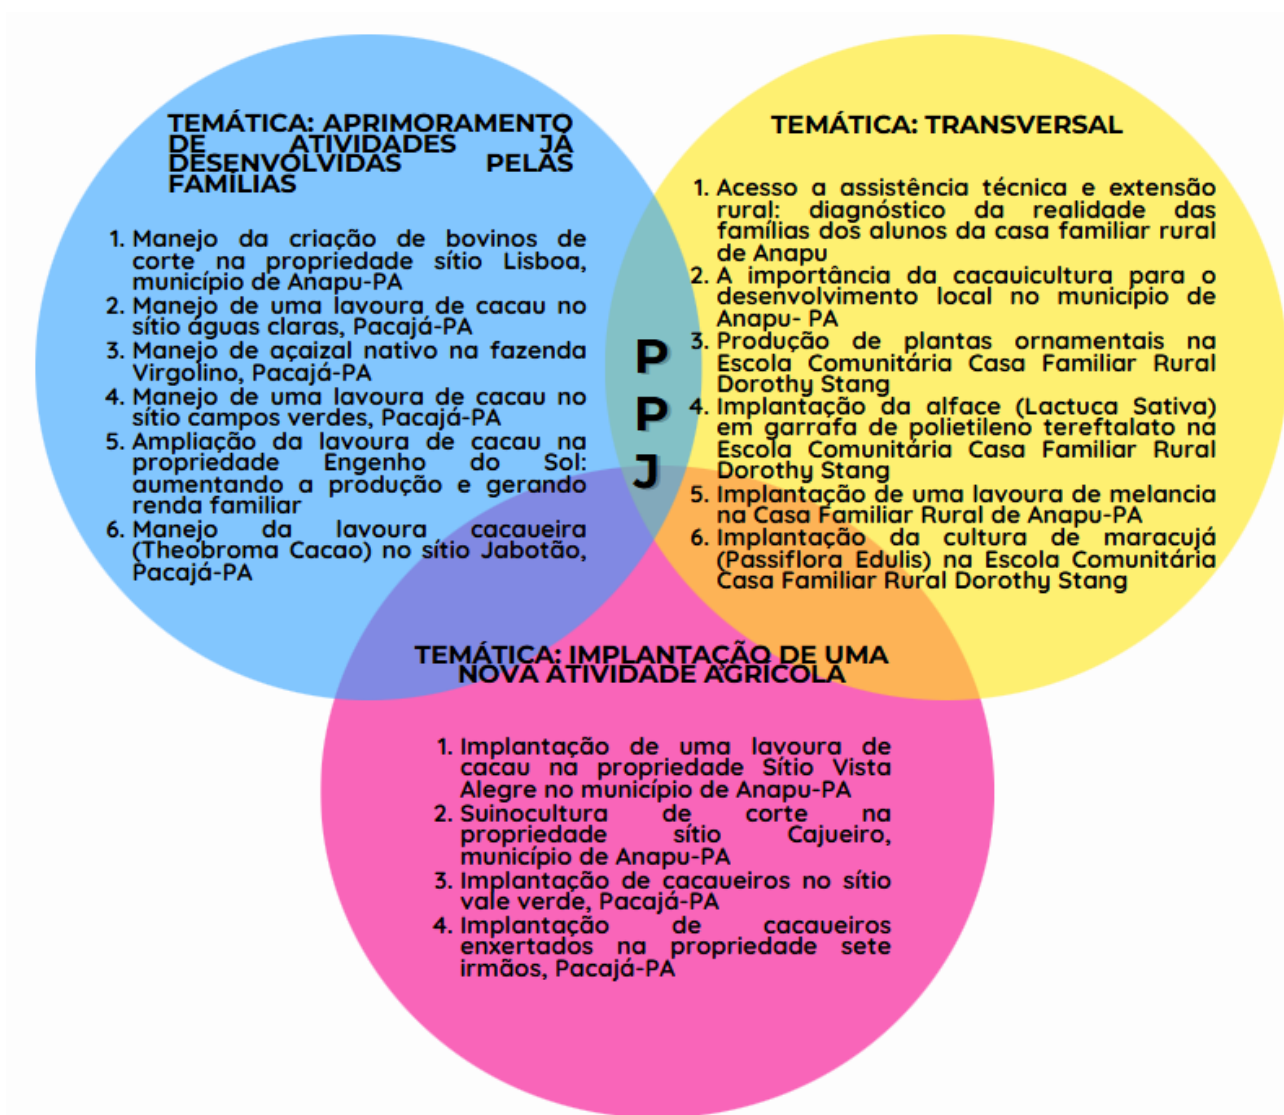 TEMÁTICA: APRIMORAMENTO
DE ATIVIDADES JÁ
DESENVOLVIDAS PELAS
FAMÍLIAS
1. Manejo da criação de bovinos de
corte na propriedade sítio Lisboa,
município de Anapu-PA
2. Manejo de uma lavoura de cacau no
sítio águas claras, Pacajá-PA
3. Manejo de açaizal nativo na fazenda
Virgolino, Pacajá-PA
4. Manejo de uma lavoura de cacau no
sítio campos verdes, Pacajá-PA
5. Ampliação da lavoura de cacau na
propriedade Engenho do Sol:
aumentando a produção e gerando
renda familiar
6. Manejo da lavoura cacaueira
(Theobroma Cacao) no sítio Jabotão,
Pacajá-PA
P
P
J
TEMÁTICA: TRANSVERSAL
1. Acesso a assistência técnica e extensão
rural: diagnóstico da realidade das
famílias dos alunos da casa familiar rural
de Anapu
2. A importância da cacauicultura para o
desenvolvimento local no município de
Anapu- PA
3. Produção de plantas ornamentais na
Escola Comunitária Casa Familiar Rural
Dorothy Stang
4. Implantação da alface (Lactuca Sativa)
em garrafa de polietileno tereftalato na
Escola Comunitária Casa Familiar Rural
Dorothy Stang
5. Implantação de uma lavoura de melancia
na Casa Familiar Rural de Anapu-PA
6. Implantação da cultura de maracujá
(Passiflora Edulis) na Escola Comunitária
Casa Familiar Rural Dorothy Stang
TEMÁTICA: IMPLANTAÇÃO DE UMA
NOVA ATIVIDADE AGRÍCOLA
1. Implantação de uma lavoura de
cacau na propriedade Sítio Vista
Alegre no município de Anapu-PA
2. Suinocultura de corte na
propriedade sítio Cajueiro,
município de Anapu-PA
3. Implantação de cacaueiros no sítio
vale verde, Pacajá-PA
4. Implantação de cacaueiros
enxertados na propriedade sete
irmãos, Pacajá-PA